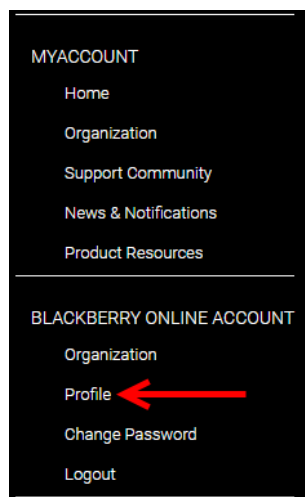 MYACCOUNT
Home
Organization
Support Community
News & Notifications
Product Resources
BLACKBERRY ONLINE ACCOUNT
Organization
Profile
Change Password
Logout